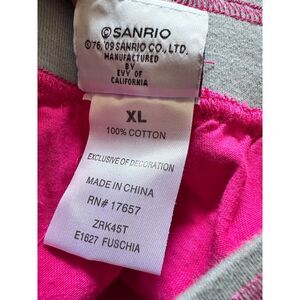 ©SANRIO
©'76, '09 SANRIO CO., LTD.
MANUFACTURED
BY
EVY OF
CALIFORNIA
XL
100% COTTON
EXCLUSIVE OF DECORATION
MADE IN CHINA
RN# 17657
ZRK45T
E1627 FUSCHIA